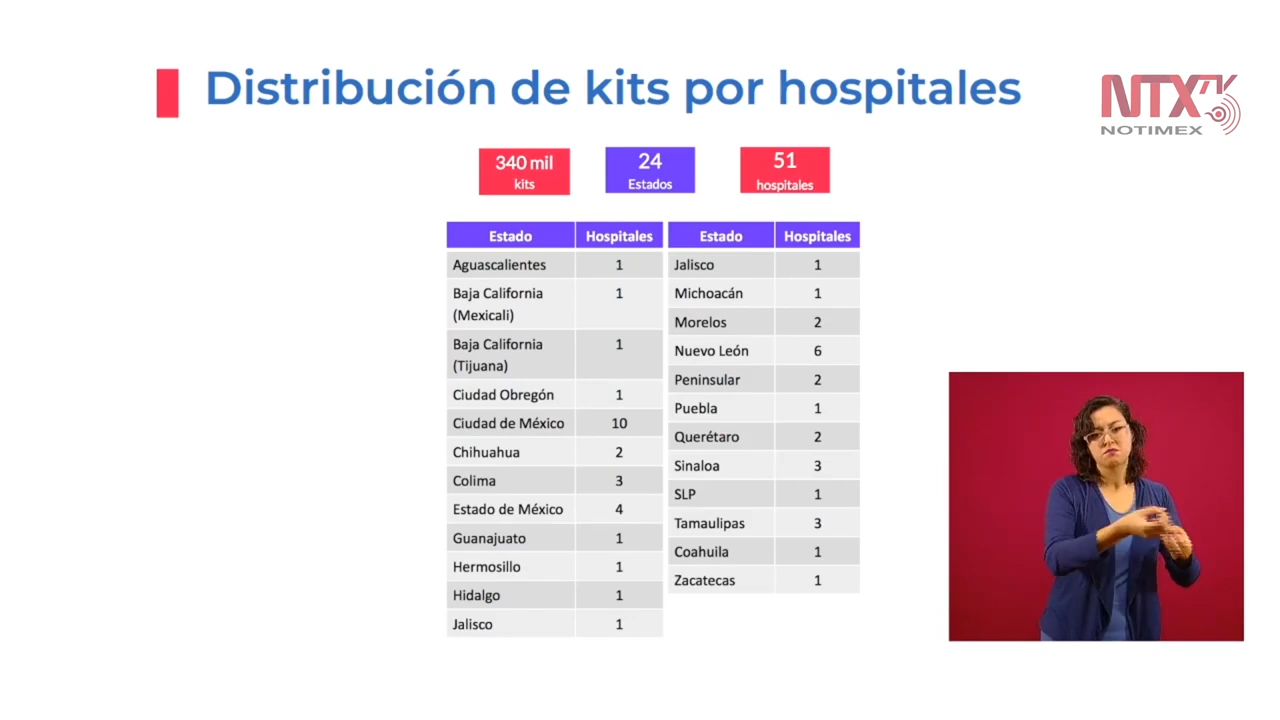 Distribución de kits por hospitales
NTX
NOTIMEX
340 mil
kits
24
Estados
51
hospitales
Estado Hospitales
Aguascalientes 1
Baja California 1
(Mexicali)
Baja California 1
(Tijuana)
Ciudad Obregón 1
Ciudad de México 10
Chihuahua 2
Colima 3
Estado de México 4
Guanajuato 1
Hermosillo 1
Hidalgo 1
Jalisco 1
Estado Hospitales
Jalisco 1
Michoacán 1
Morelos 2
Nuevo León 6
Peninsular 2
Puebla 1
Querétaro 2
Sinaloa 3
SLP 1
Tamaulipas 3
Coahuila 1
Zacatecas 1